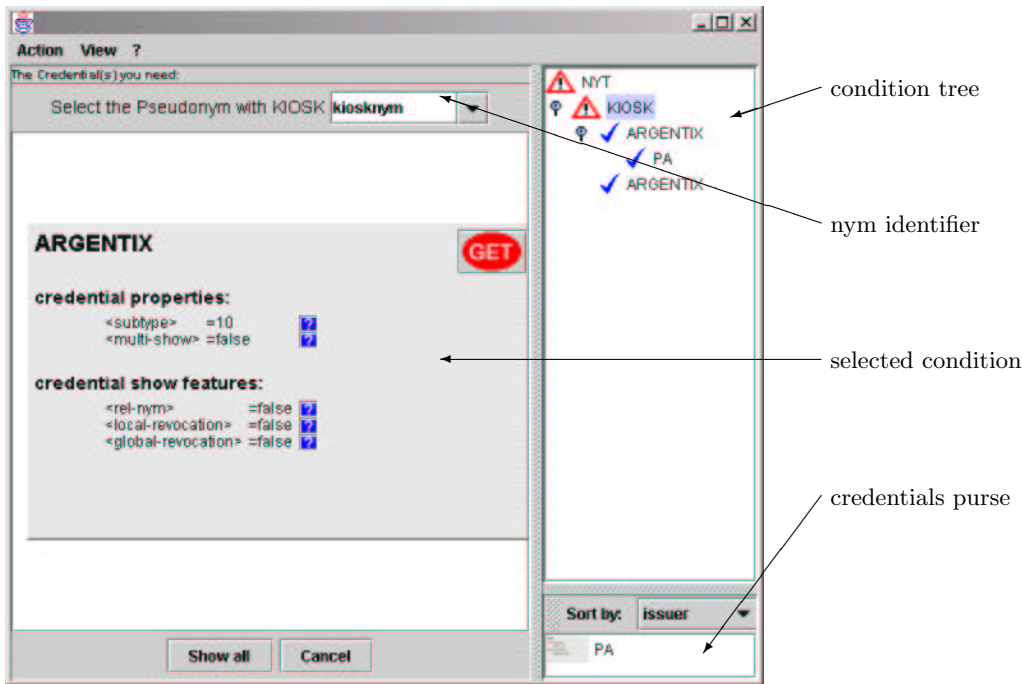 Action View ?
The Credential(s) you need:
Select the Pseudonym with KIOSK kiosknym
ARGENTIX
GET
credential properties:
<subtype> =10 ?
<multi-show> =false ?
credential show features:
<rel-nym> =false ?
<local-revocation> =false ?
<global-revocation> =false ?
Show all Cancel
NYT
KIOSK
ARGENTIX
PA
ARGENTIX
Sort by: issuer
PA
condition tree
nym identifier
selected condition
credentials purse